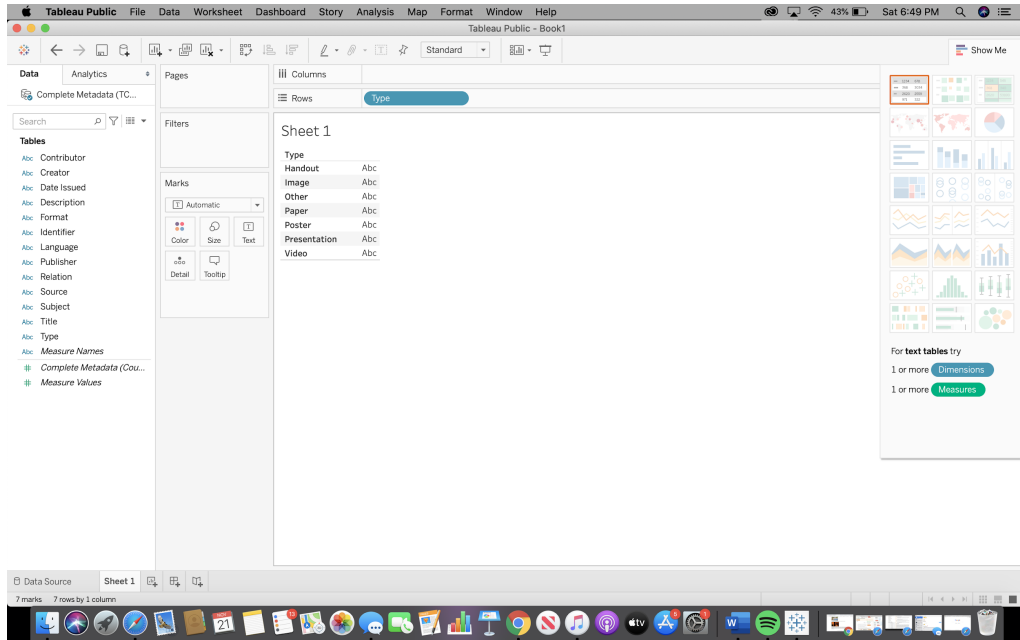 Tableau Public File Data Worksheet Dashboard Story Analysis Map Format Window Help 43% Sat 6:49 PM
Tableau Public - Book1
Standard Show Me
Data Analytics Pages Columns
Complete Metadata (TC...
Rows Type
Search Filters Sheet 1
Tables
Type
Abc Contributor Handout Abc
Abc Creator Image Abc
Abc Date Issued Marks Other Abc
Abc Description T Automatic Paper Abc
Abc Format Poster Abc
Abc Identifier Color Size Text Presentation Abc
Abc Language Video Abc
Abc Publisher
Abc Relation Detail Tooltip
Abc Source
Abc Subject
Abc Title
Abc Type
Abc Measure Names
# Complete Metadata (Cou...
# Measure Values
For text tables try
1 or more Dimensions
1 or more Measures
Data Source Sheet 1
7 marks 7 rows by 1 column
NOV
21
13
tv
5
1
W